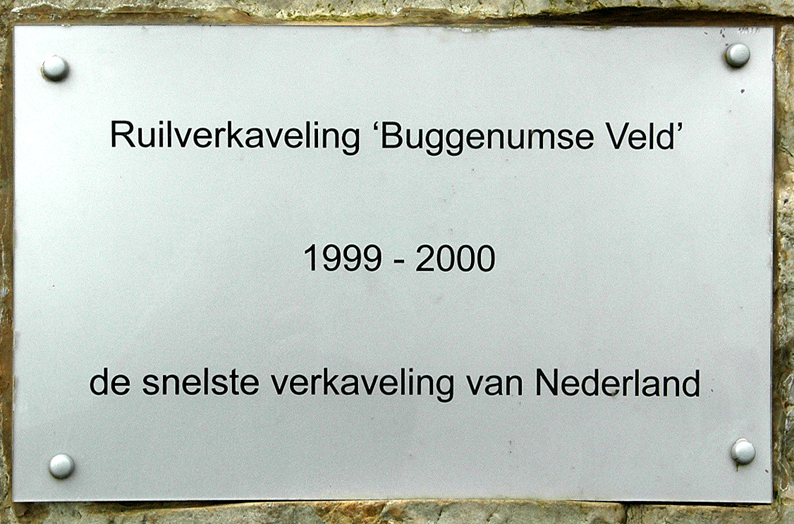 Ruilverkaveling ‘Buggenumse Veld’
1999 - 2000
de snelste verkaveling van Nederland